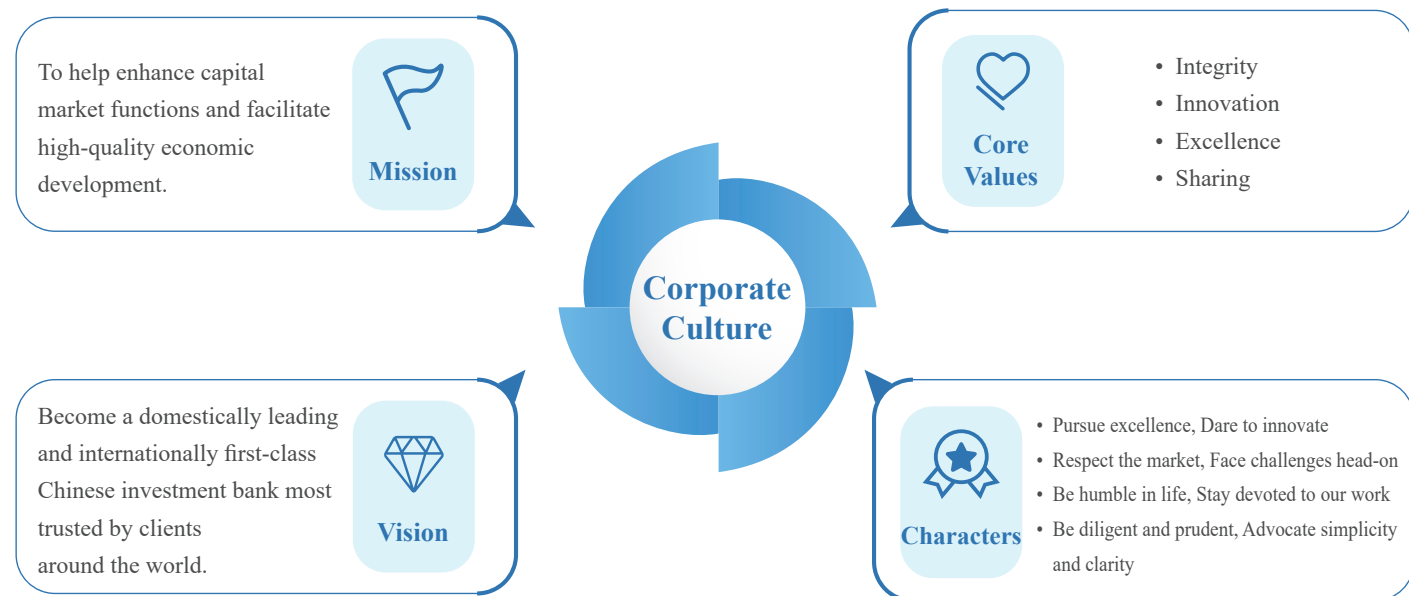 To help enhance capital
market functions and facilitate
high-quality economic
development.
Mission
• Integrity
• Innovation
• Excellence
• Sharing
Core
Values
Corporate
Culture
Become a domestically leading
and internationally first-class
Chinese investment bank most
trusted by clients
around the world.
Vision
Characters
• Pursue excellence, Dare to innovate
• Respect the market, Face challenges head-on
• Be humble in life, Stay devoted to our work
• Be diligent and prudent, Advocate simplicity
and clarity